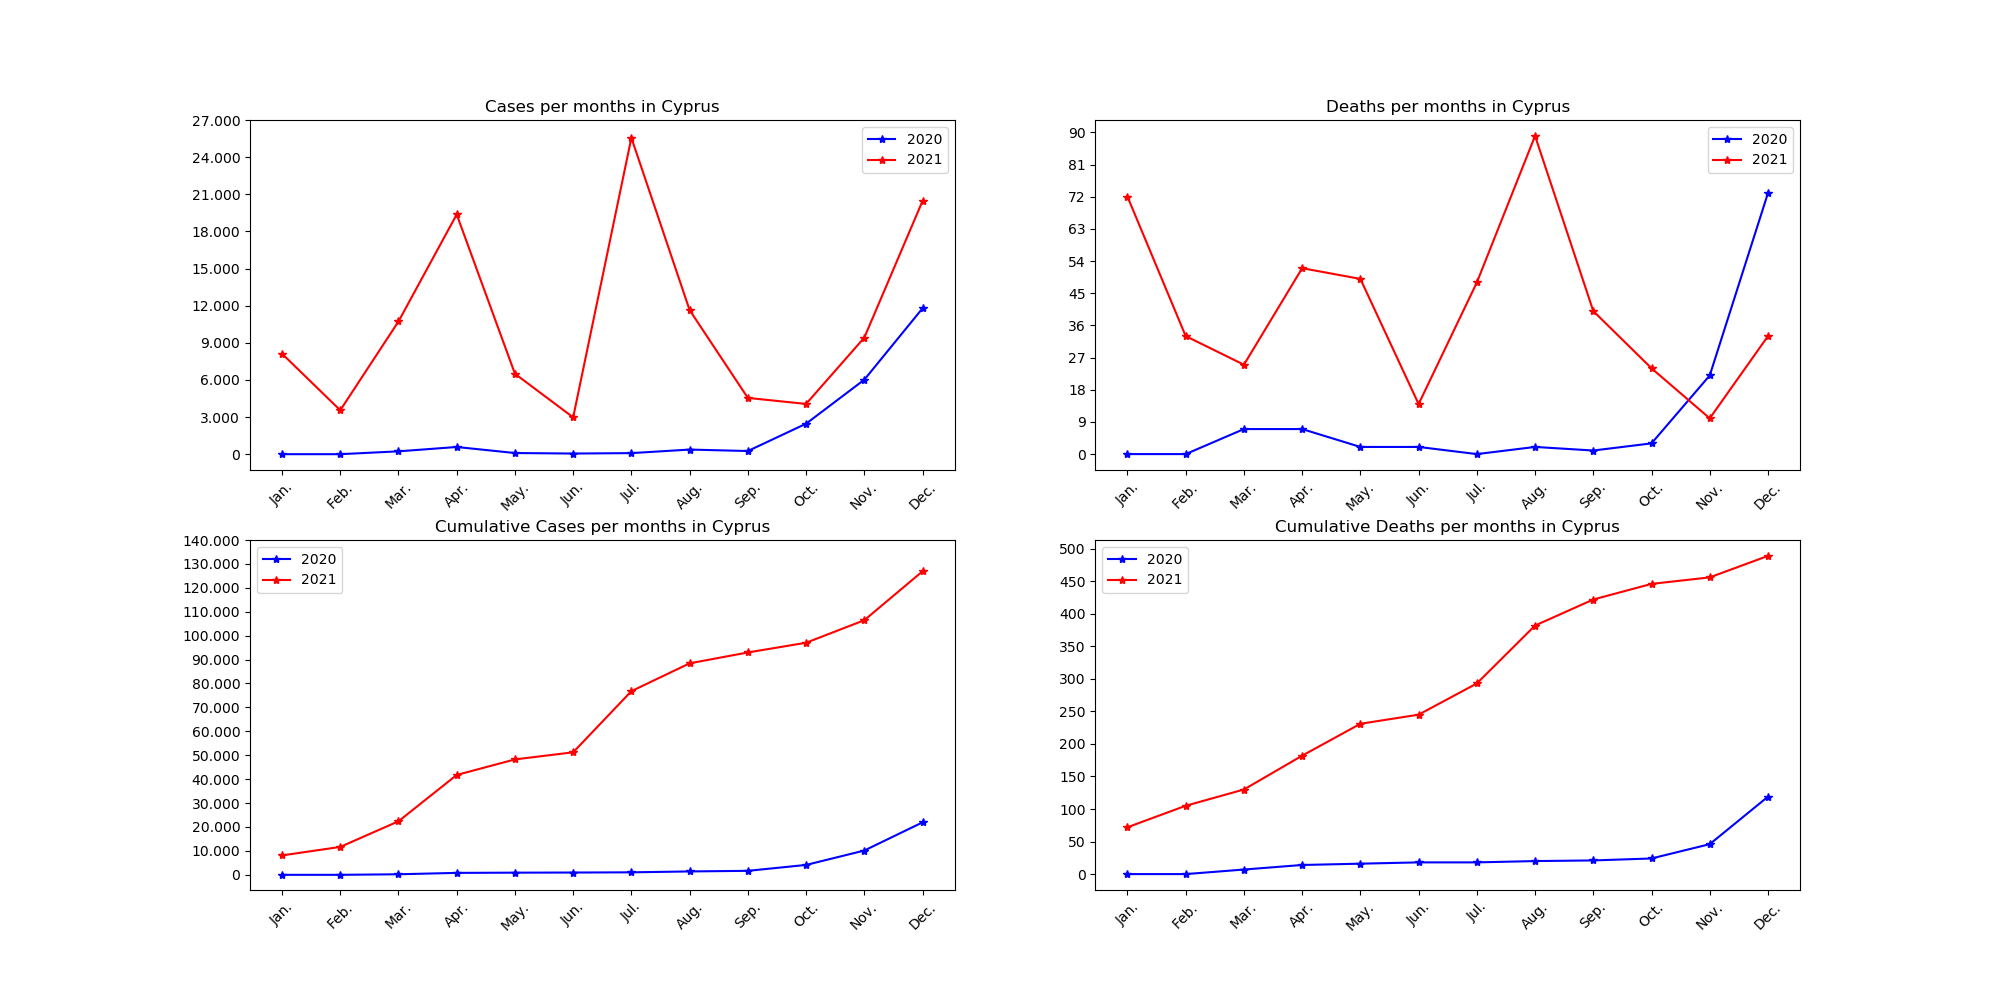 Cases per months in Cyprus
27.000
24.000
21.000
18.000
15.000
12.000
9.000
6.000
3.000
0
2020
2021
Jan.
Feb.
Mar.
Apr.
May.
Jun.
Jul.
Aug.
Sep.
Oct.
Nov.
Dec.
Deaths per months in Cyprus
90
81
72
63
54
45
36
27
18
9
0
2020
2021
Jan.
Feb.
Mar.
Apr.
May.
Jun.
Jul.
Aug.
Sep.
Oct.
Nov.
Dec.
Cumulative Cases per months in Cyprus
140.000
130.000
120.000
110.000
100.000
90.000
80.000
70.000
60.000
50.000
40.000
30.000
20.000
10.000
0
2020
2021
Jan.
Feb.
Mar.
Apr.
May.
Jun.
Jul.
Aug.
Sep.
Oct.
Nov.
Dec.
Cumulative Deaths per months in Cyprus
500
450
400
350
300
250
200
150
100
50
0
2020
2021
Jan.
Feb.
Mar.
Apr.
May.
Jun.
Jul.
Aug.
Sep.
Oct.
Nov.
Dec.